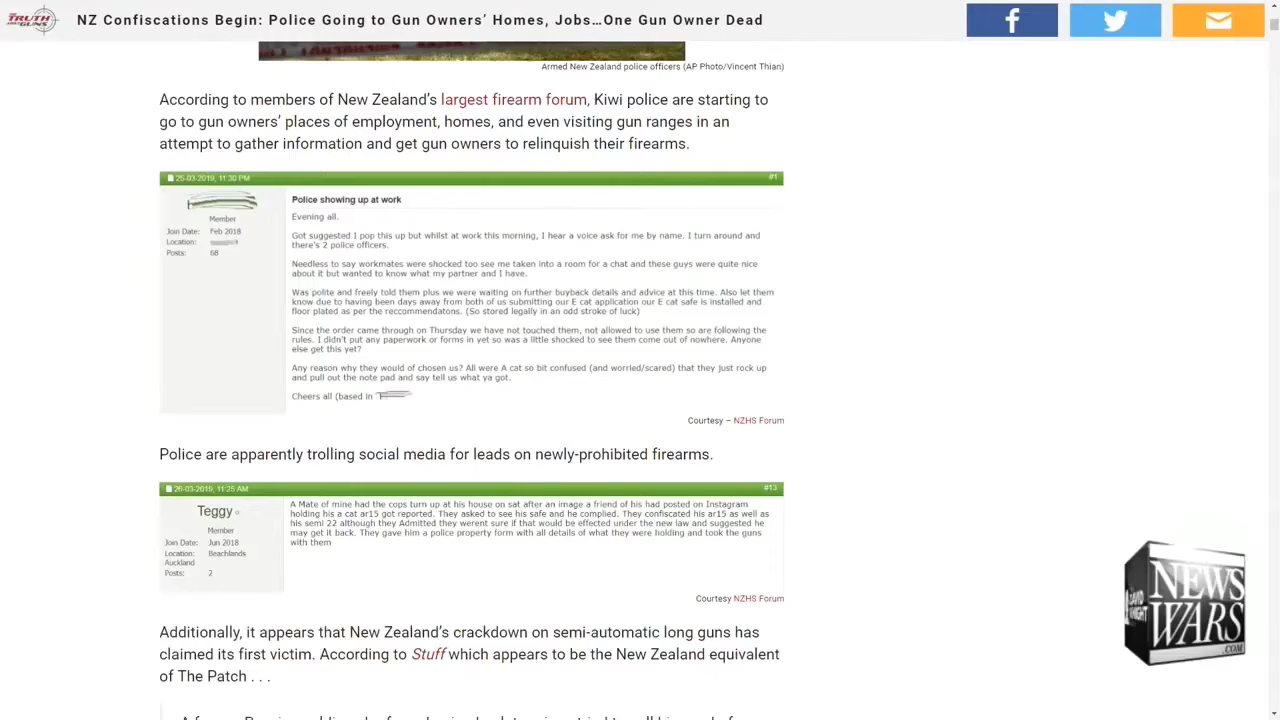 THE TRUTH ABOUT GUNS
NZ Confiscations Begin: Police Going to Gun Owners’ Homes, Jobs…One Gun Owner Dead
Armed New Zealand police officers (AP Photo/Vincent Thian)
According to members of New Zealand’s largest firearm forum, Kiwi police are starting to
go to gun owners’ places of employment, homes, and even visiting gun ranges in an
attempt to gather information and get gun owners to relinquish their firearms.
25-03-2019, 11:30 PM #1
Member
Join Date: Feb 2018
Location:
Posts: 68
Police showing up at work
Evening all.
Got suggested I pop this up but whilst at work this morning, I hear a voice ask for me by name. I turn around and
there's 2 police officers.
Needless to say workmates were shocked too see me taken into a room for a chat and these guys were quite nice
about it but wanted to know what my partner and I have.
Was polite and freely told them plus we were waiting on further buyback details and advice at this time. Also let them
know due to having been days away from both of us submitting our E cat application our E cat safe is installed and
floor plated as per the reccommendatons. (So stored legally in an odd stroke of luck)
Since the order came through on Thursday we have not touched them, not allowed to use them so are following the
rules. I didn't put any paperwork or forms in yet so was a little shocked to see them come out of nowhere. Anyone
else get this yet?
Any reason why they would of chosen us? All were A cat so bit confused (and worried/scared) that they just rock up
and pull out the note pad and say tell us what ya got.
Cheers all (based in
Courtesy – NZHS Forum
Police are apparently trolling social media for leads on newly-prohibited firearms.
26-03-2019, 11:25 AM #13
Teggy
Member
Join Date: Jun 2018
Location: Beachlands
Auckland
Posts: 2
A Mate of mine had the cops turn up at his house on sat after an image a friend of his had posted on Instagram
holding his a cat ar15 got reported. They asked to see his safe and he complied. They confiscated his ar15 as well as
his semi 22 although they Admitted they werent sure if that would be effected under the new law and suggested he
may get it back. They gave him a police property form with all details of what they were holding and took the guns
with them
Courtesy NZHS Forum
Additionally, it appears that New Zealand’s crackdown on semi-automatic long guns has
claimed its first victim. According to Stuff which appears to be the New Zealand equivalent
of The Patch . . .
DAVID KNIGHT
NEWS
WARS
.COM